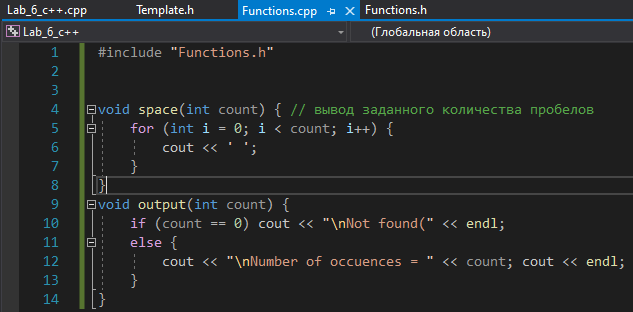 Lab_6_c++.cpp Template.h Functions.cpp Functions.h
Lab_6_c++ (Глобальная область)
1 #include "Functions.h"
2
3
4 void space(int count) { // вывод заданного количества пробелов
5 for (int i = 0; i < count; i++) {
6 cout << ' ';
7 }
8 }
9 void output(int count) {
10 if (count == 0) cout << "\nNot found(" << endl;
11 else {
12 cout << "\nNumber of occuences = " << count; cout << endl;
13 }
14 }